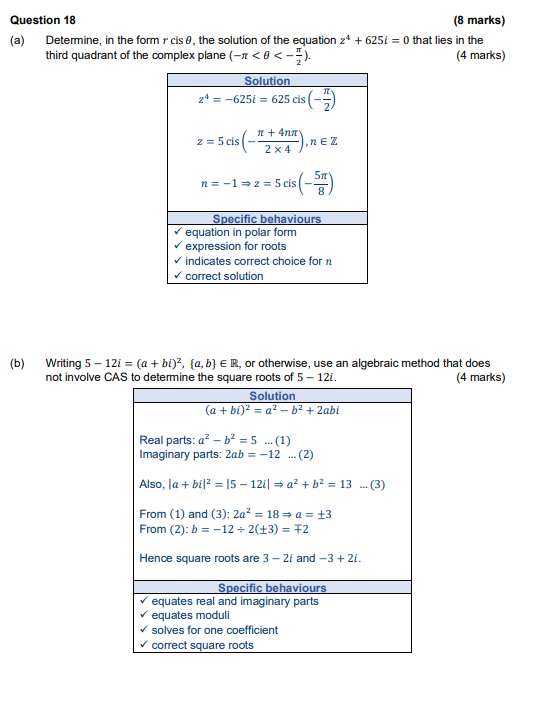 Question 18 (8 marks)
(a) Determine, in the form r cis θ, the solution of the equation z⁴ + 625i = 0 that lies in the
third quadrant of the complex plane (−π < θ < −π/2). (4 marks)
Solution
z⁴ = −625i = 625 cis(−π/2)
z = 5 cis(−(π + 4nπ)/(2 × 4)), n ∈ ℤ
n = −1 ⇒ z = 5 cis(−5π/8)
Specific behaviours
✓ equation in polar form
✓ expression for roots
✓ indicates correct choice for n
✓ correct solution
(b) Writing 5 − 12i = (a + bi)², {a, b} ∈ ℝ, or otherwise, use an algebraic method that does
not involve CAS to determine the square roots of 5 − 12i. (4 marks)
Solution
(a + bi)² = a² − b² + 2abi
Real parts: a² − b² = 5 … (1)
Imaginary parts: 2ab = −12 … (2)
Also, |a + bi|² = |5 − 12i| ⇒ a² + b² = 13 … (3)
From (1) and (3): 2a² = 18 ⇒ a = ±3
From (2): b = −12 ÷ 2(±3) = ∓2
Hence square roots are 3 − 2i and −3 + 2i.
Specific behaviours
✓ equates real and imaginary parts
✓ equates moduli
✓ solves for one coefficient
✓ correct square roots